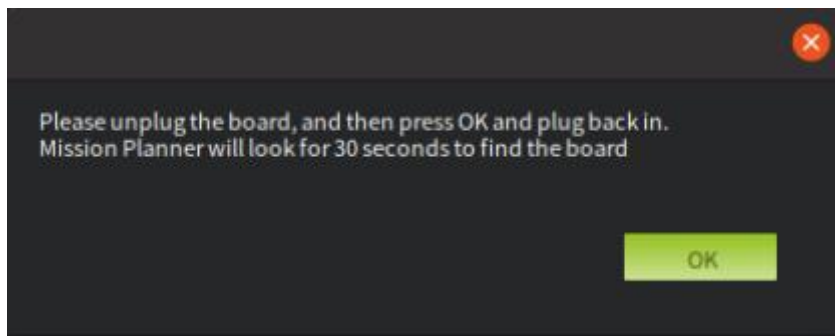 Please unplug the board, and then press OK and plug back in.
Mission Planner will look for 30 seconds to find the board
OK